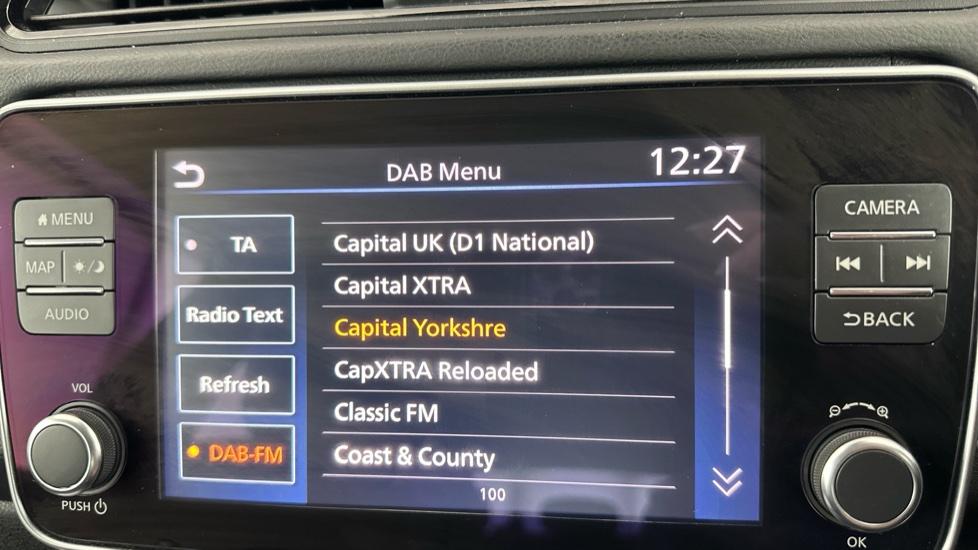 DAB Menu
12:27
TA
Radio Text
Refresh
DAB-FM
Capital UK (D1 National)
Capital XTRA
Capital Yorkshre
CapXTRA Reloaded
Classic FM
Coast & County
100
MENU
MAP
AUDIO
VOL
PUSH
CAMERA
BACK
OK